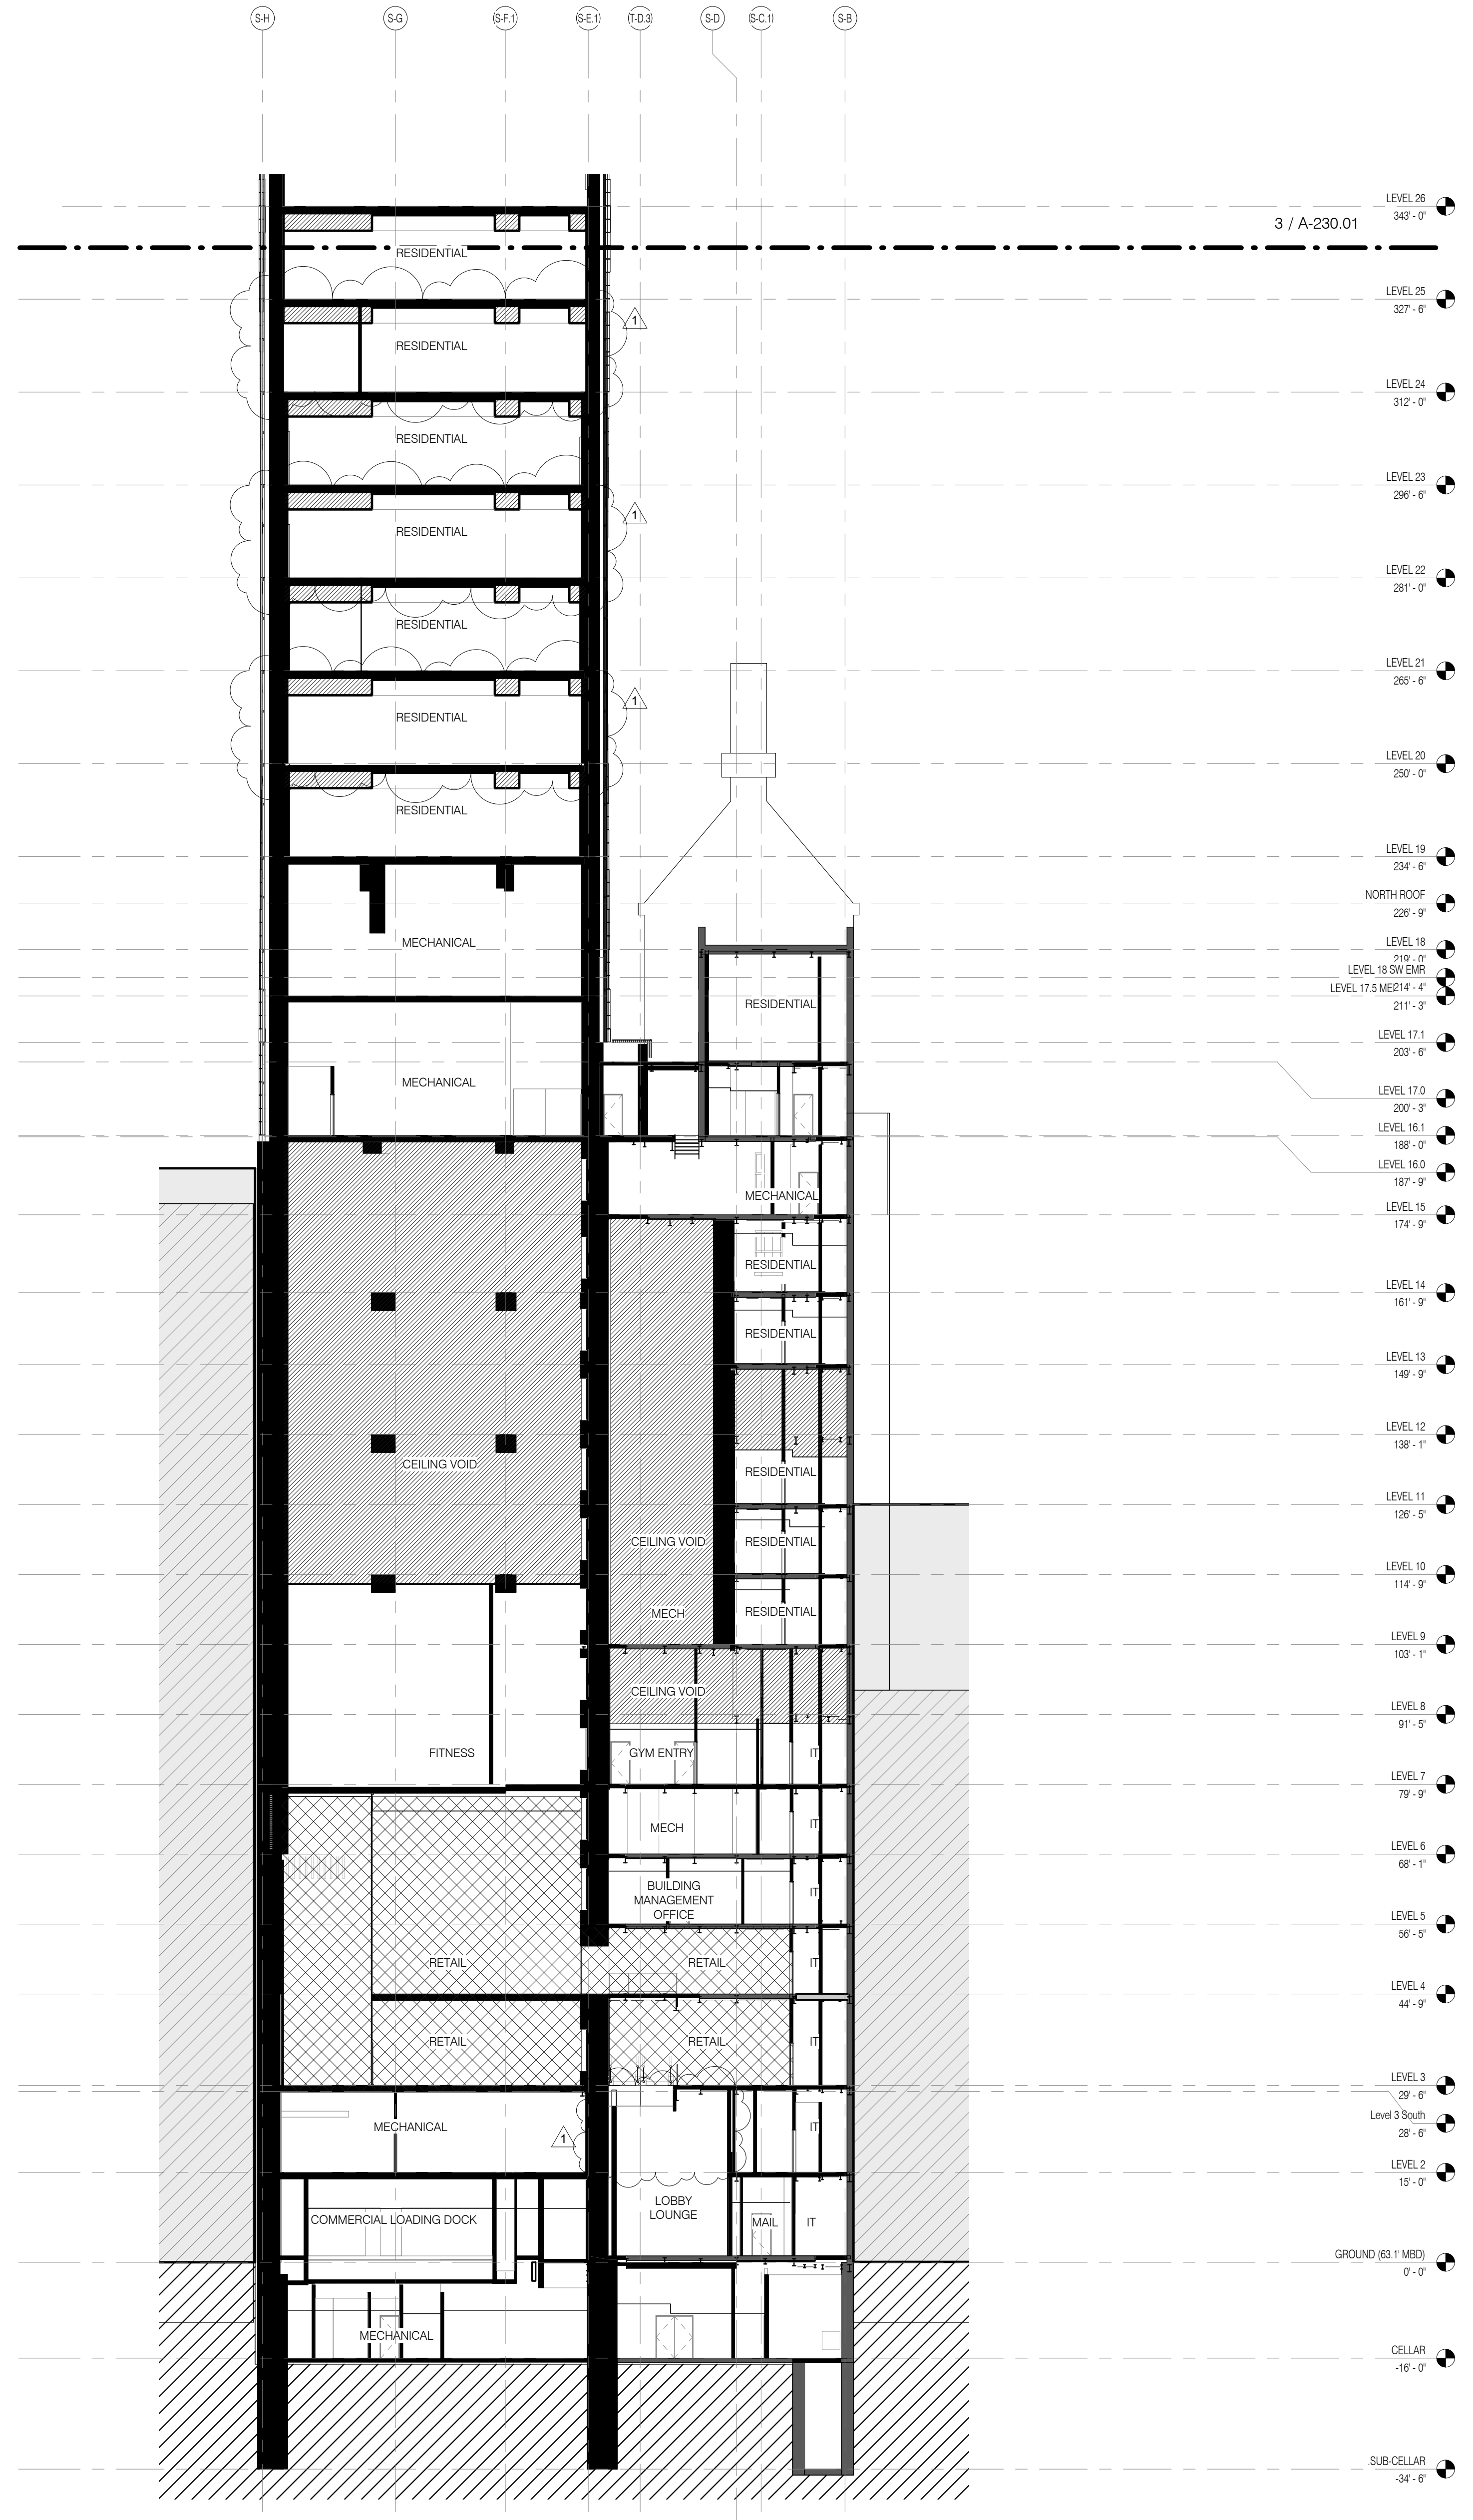 S-H
S-G
S-F.1
S-E.1
T-D.3
S-D
S-C.1
S-B
LEVEL 26
343' - 0"
3 / A-230.01
RESIDENTIAL
LEVEL 25
327' - 6"
1
RESIDENTIAL
LEVEL 24
312' - 0"
RESIDENTIAL
LEVEL 23
296' - 6"
1
RESIDENTIAL
LEVEL 22
281' - 0"
RESIDENTIAL
LEVEL 21
265' - 6"
1
RESIDENTIAL
LEVEL 20
250' - 0"
RESIDENTIAL
LEVEL 19
234' - 6"
NORTH ROOF
226' - 9"
MECHANICAL
LEVEL 18
219' - 0"
LEVEL 18 SW EMR
214' - 4"
LEVEL 17.5 ME
211' - 3"
RESIDENTIAL
LEVEL 17.1
203' - 6"
MECHANICAL
LEVEL 17.0
200' - 3"
LEVEL 16.1
188' - 0"
LEVEL 16.0
187' - 9"
MECHANICAL
LEVEL 15
174' - 9"
RESIDENTIAL
LEVEL 14
161' - 9"
RESIDENTIAL
LEVEL 13
149' - 9"
LEVEL 12
138' - 1"
CEILING VOID
RESIDENTIAL
LEVEL 11
126' - 5"
CEILING VOID
RESIDENTIAL
LEVEL 10
114' - 9"
MECH
RESIDENTIAL
LEVEL 9
103' - 1"
CEILING VOID
LEVEL 8
91' - 5"
FITNESS
GYM ENTRY
IT
LEVEL 7
79' - 9"
MECH
IT
LEVEL 6
68' - 1"
BUILDING
MANAGEMENT
OFFICE
IT
LEVEL 5
56' - 5"
RETAIL
RETAIL
IT
LEVEL 4
44' - 9"
RETAIL
RETAIL
IT
LEVEL 3
29' - 6"
Level 3 South
28' - 6"
MECHANICAL
1
IT
LEVEL 2
15' - 0"
COMMERCIAL LOADING DOCK
LOBBY
LOUNGE
MAIL
IT
GROUND (63.1' MBD)
0' - 0"
MECHANICAL
CELLAR
-16' - 0"
SUB-CELLAR
-34' - 6"